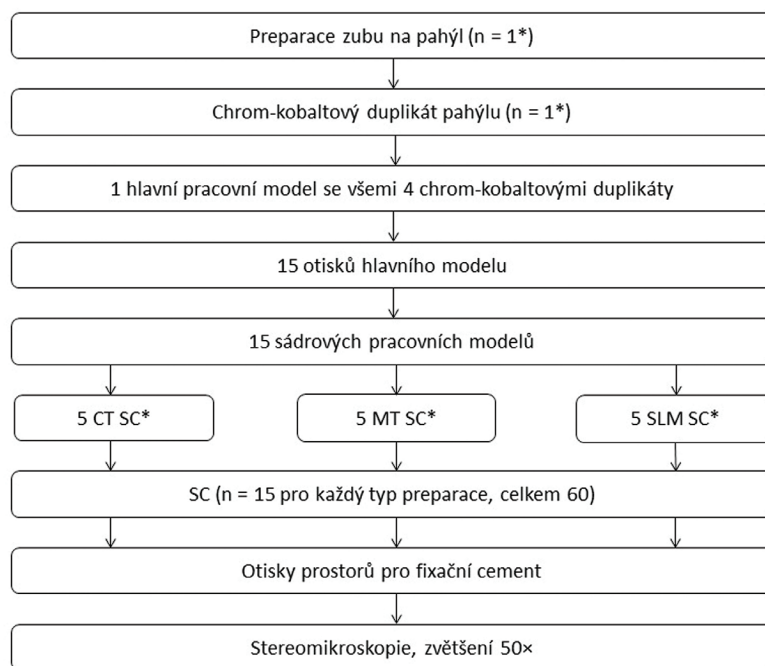 Preparace zubu na pahýl (n = 1*)
Chrom-kobaltový duplikát pahýlu (n = 1*)
1 hlavní pracovní model se všemi 4 chrom-kobaltovými duplikáty
15 otisků hlavního modelu
15 sádrových pracovních modelů
5 CT SC* 5 MT SC* 5 SLM SC*
SC (n = 15 pro každý typ preparace, celkem 60)
Otisky prostorů pro fixační cement
Stereomikroskopie, zvětšení 50×